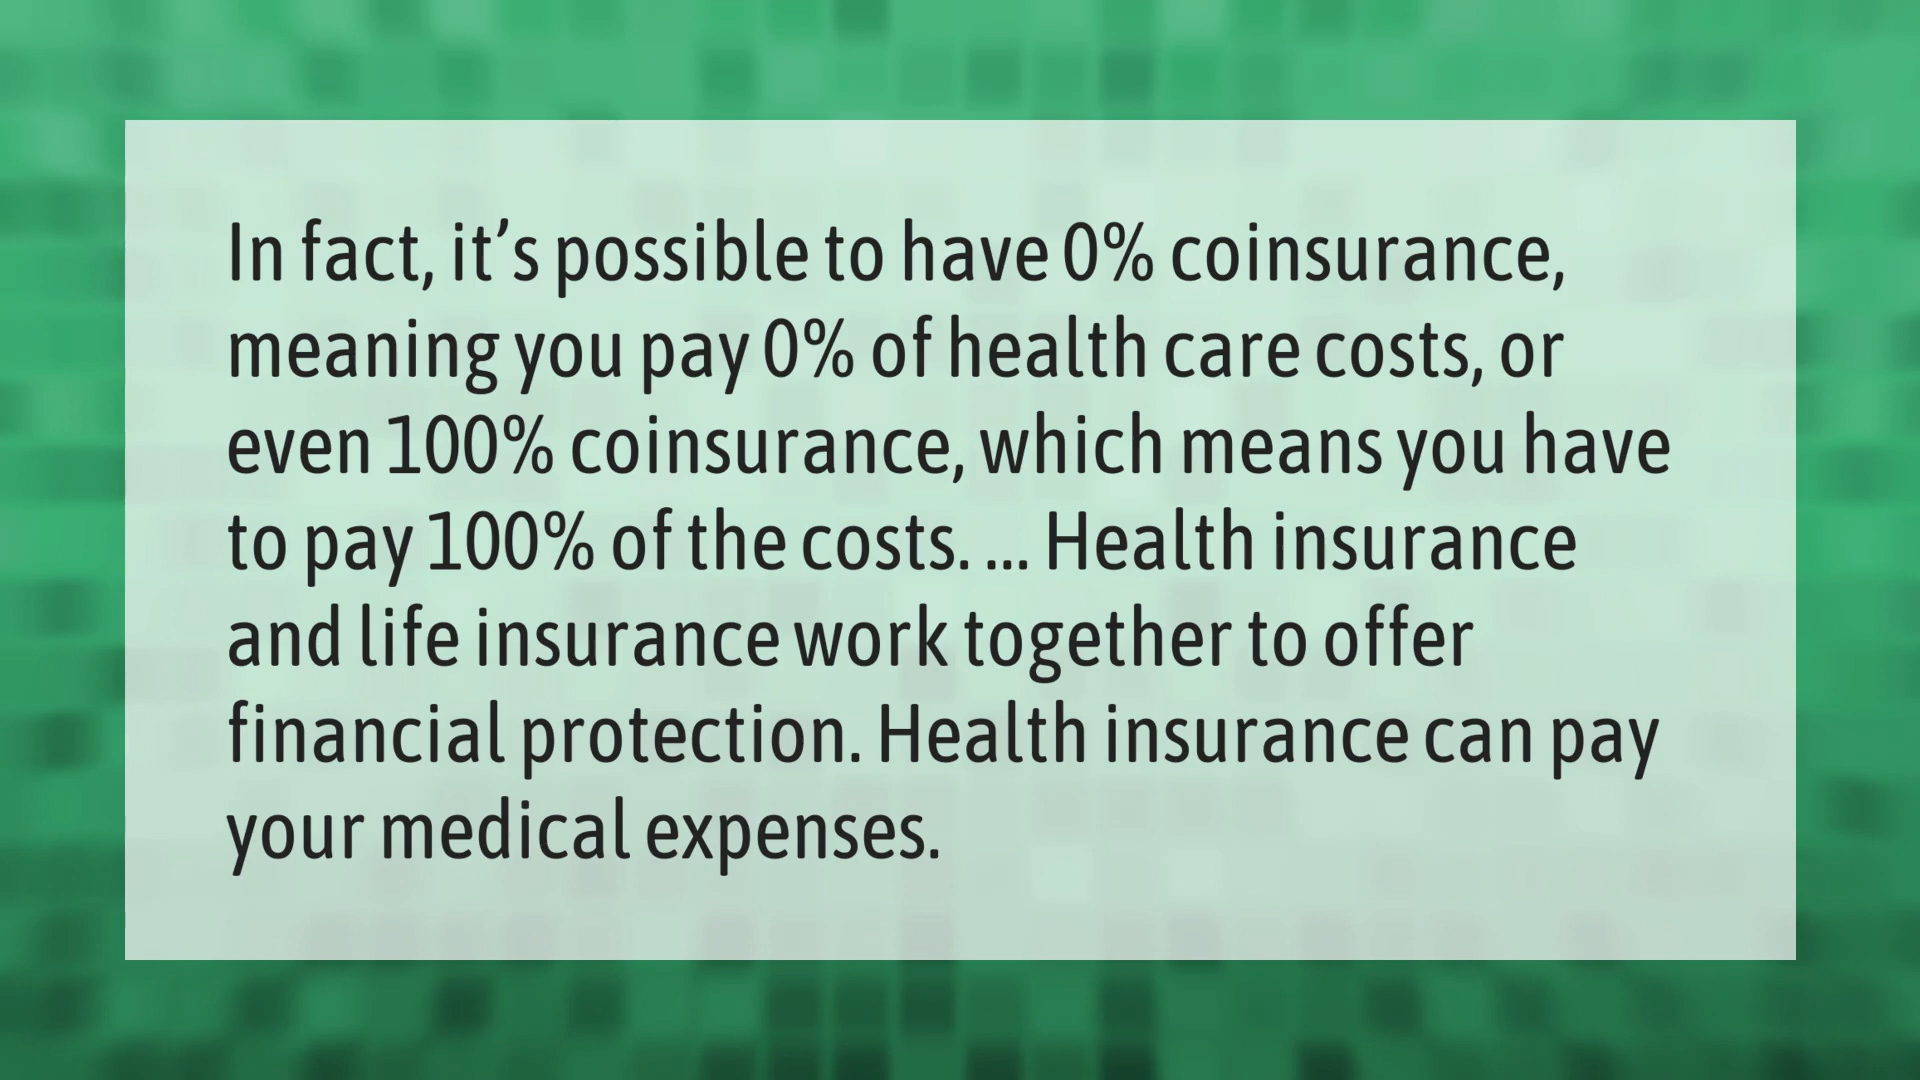 In fact, it’s possible to have 0% coinsurance,
meaning you pay 0% of health care costs, or
even 100% coinsurance, which means you have
to pay 100% of the costs. ... Health insurance
and life insurance work together to offer
financial protection. Health insurance can pay
your medical expenses.